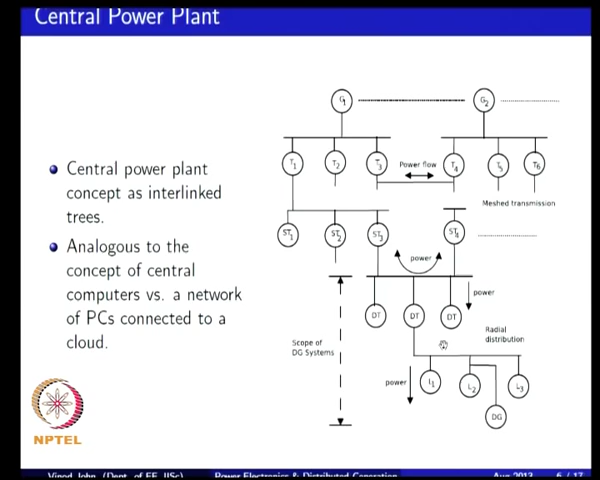 Central Power Plant
Central power plant
concept as interlinked
trees.
Analogous to the
concept of central
computers vs. a network
of PCs connected to a
cloud.
G1
G2
T1
T2
T3
Power flow
T4
T5
T6
Meshed transmission
ST1
ST2
ST3
ST4
power
power
DT
DT
DT
Radial
distribution
Scope of
DG Systems
power
L1
L2
L3
DG
NPTEL
Vinod John (Dept. of EE, IISc)
Power Electronics & Distributed Generation
Aug 2012
6 / 17